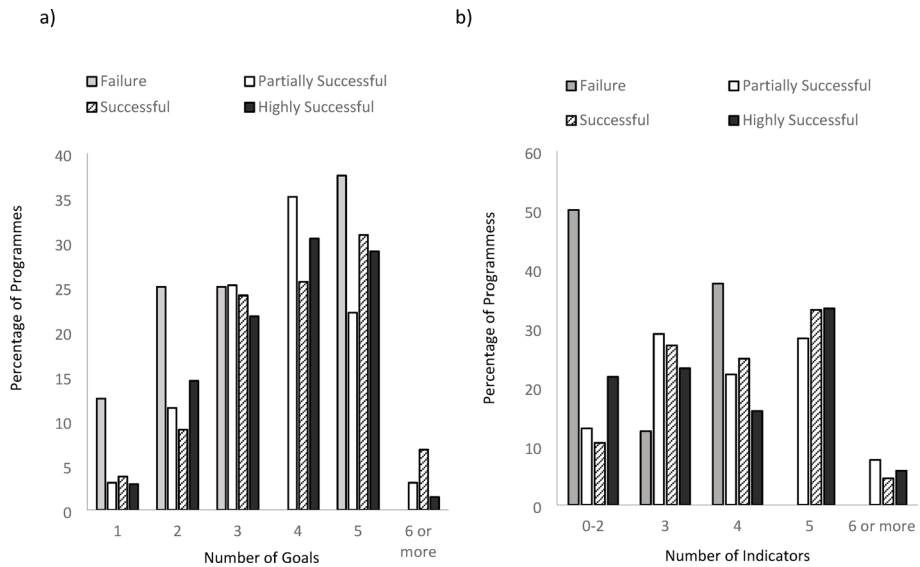 a)
Failure
Partially Successful
Successful
Highly Successful
Percentage of Programmes
40
35
30
25
20
15
10
5
0
1
2
3
4
5
6 or
more
Number of Goals
b)
Failure
Partially Successful
Successful
Highly Successful
Percentage of Programmess
60
50
40
30
20
10
0
0-2
3
4
5
6 or more
Number of Indicators